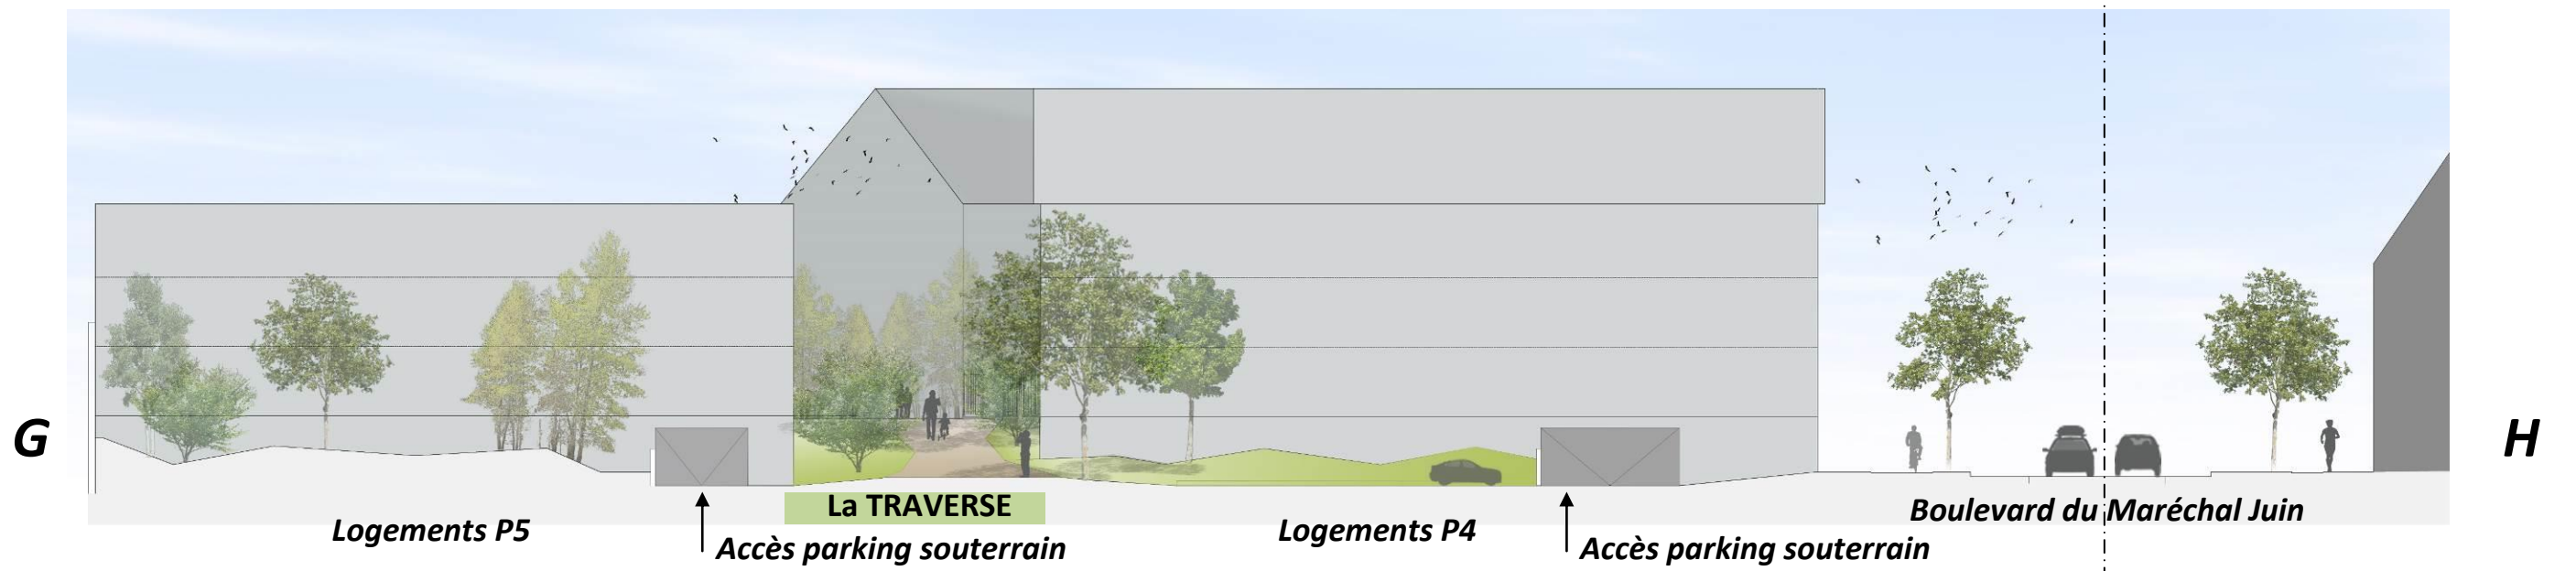 G
H
La TRAVERSE
Logements P5
Logements P4
Boulevard du Maréchal Juin
Accès parking souterrain
Accès parking souterrain